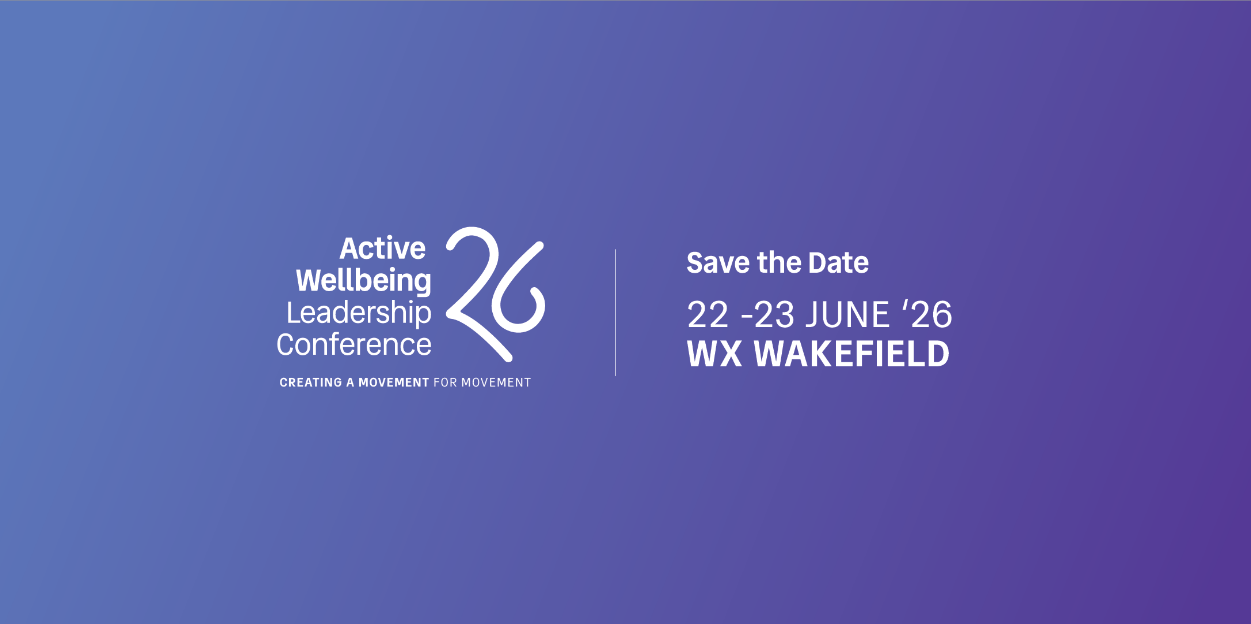 Active
Wellbeing
Leadership
Conference
26
CREATING A MOVEMENT FOR MOVEMENT
Save the Date
22 -23 JUNE ‘26
WX WAKEFIELD